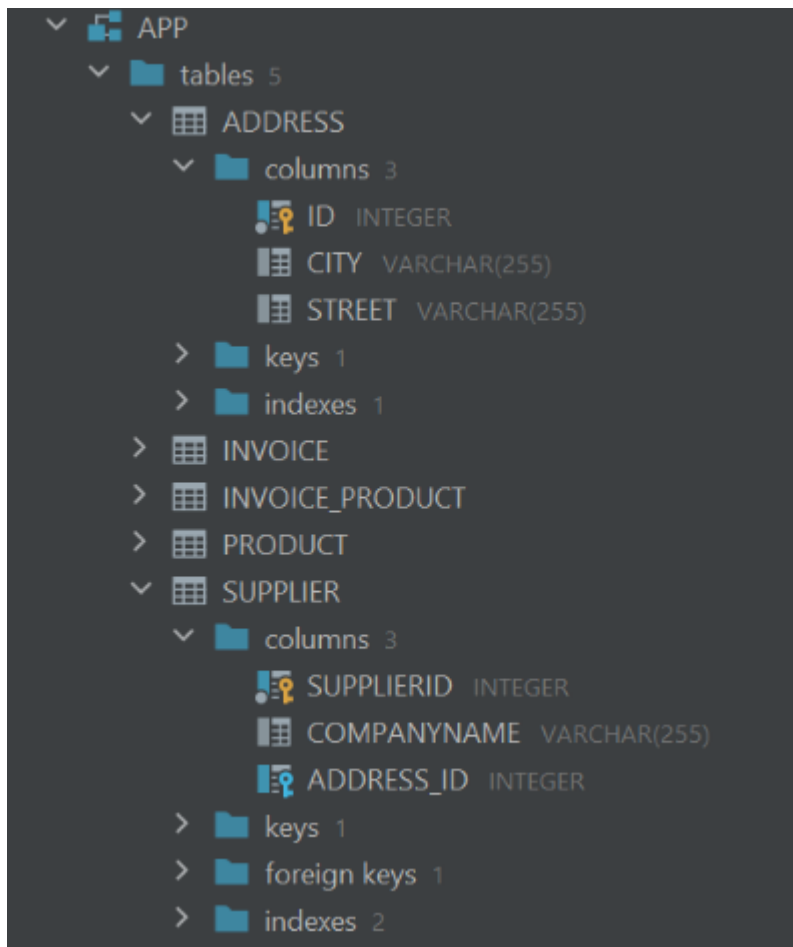 APP
tables 5
ADDRESS
columns 3
ID INTEGER
CITY VARCHAR(255)
STREET VARCHAR(255)
keys 1
indexes 1
INVOICE
INVOICE_PRODUCT
PRODUCT
SUPPLIER
columns 3
SUPPLIERID INTEGER
COMPANYNAME VARCHAR(255)
ADDRESS_ID INTEGER
keys 1
foreign keys 1
indexes 2